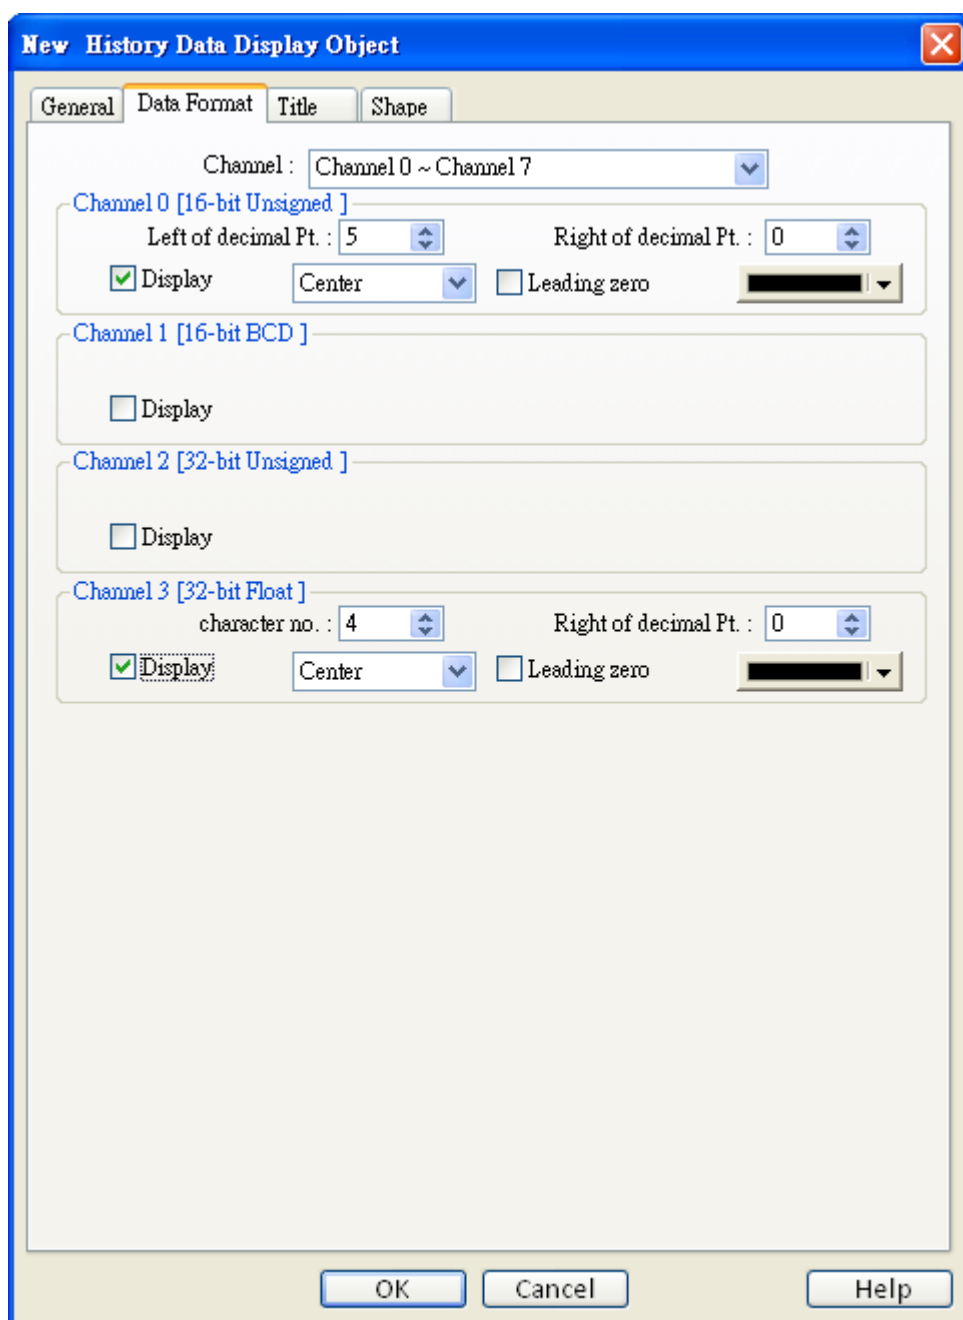 New History Data Display Object
General Data Format Title Shape
Channel : Channel 0 ~ Channel 7
Channel 0 [16-bit Unsigned ]
Left of decimal Pt. : 5 Right of decimal Pt. : 0
Display Center Leading zero
Channel 1 [16-bit BCD ]
Display
Channel 2 [32-bit Unsigned ]
Display
Channel 3 [32-bit Float ]
character no. : 4 Right of decimal Pt. : 0
Display Center Leading zero
OK Cancel Help